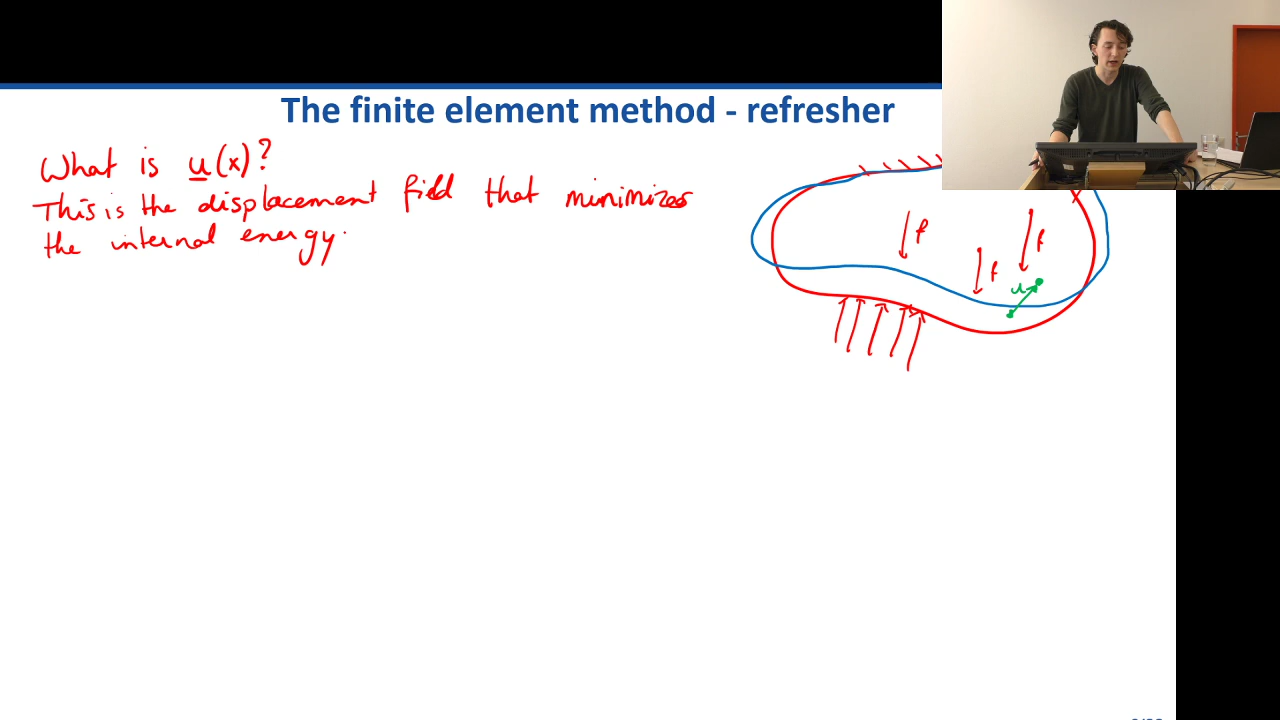 The finite element method - refresher
What is u(x)?
This is the displacement field that minimizes
the internal energy.
f
f
f
u